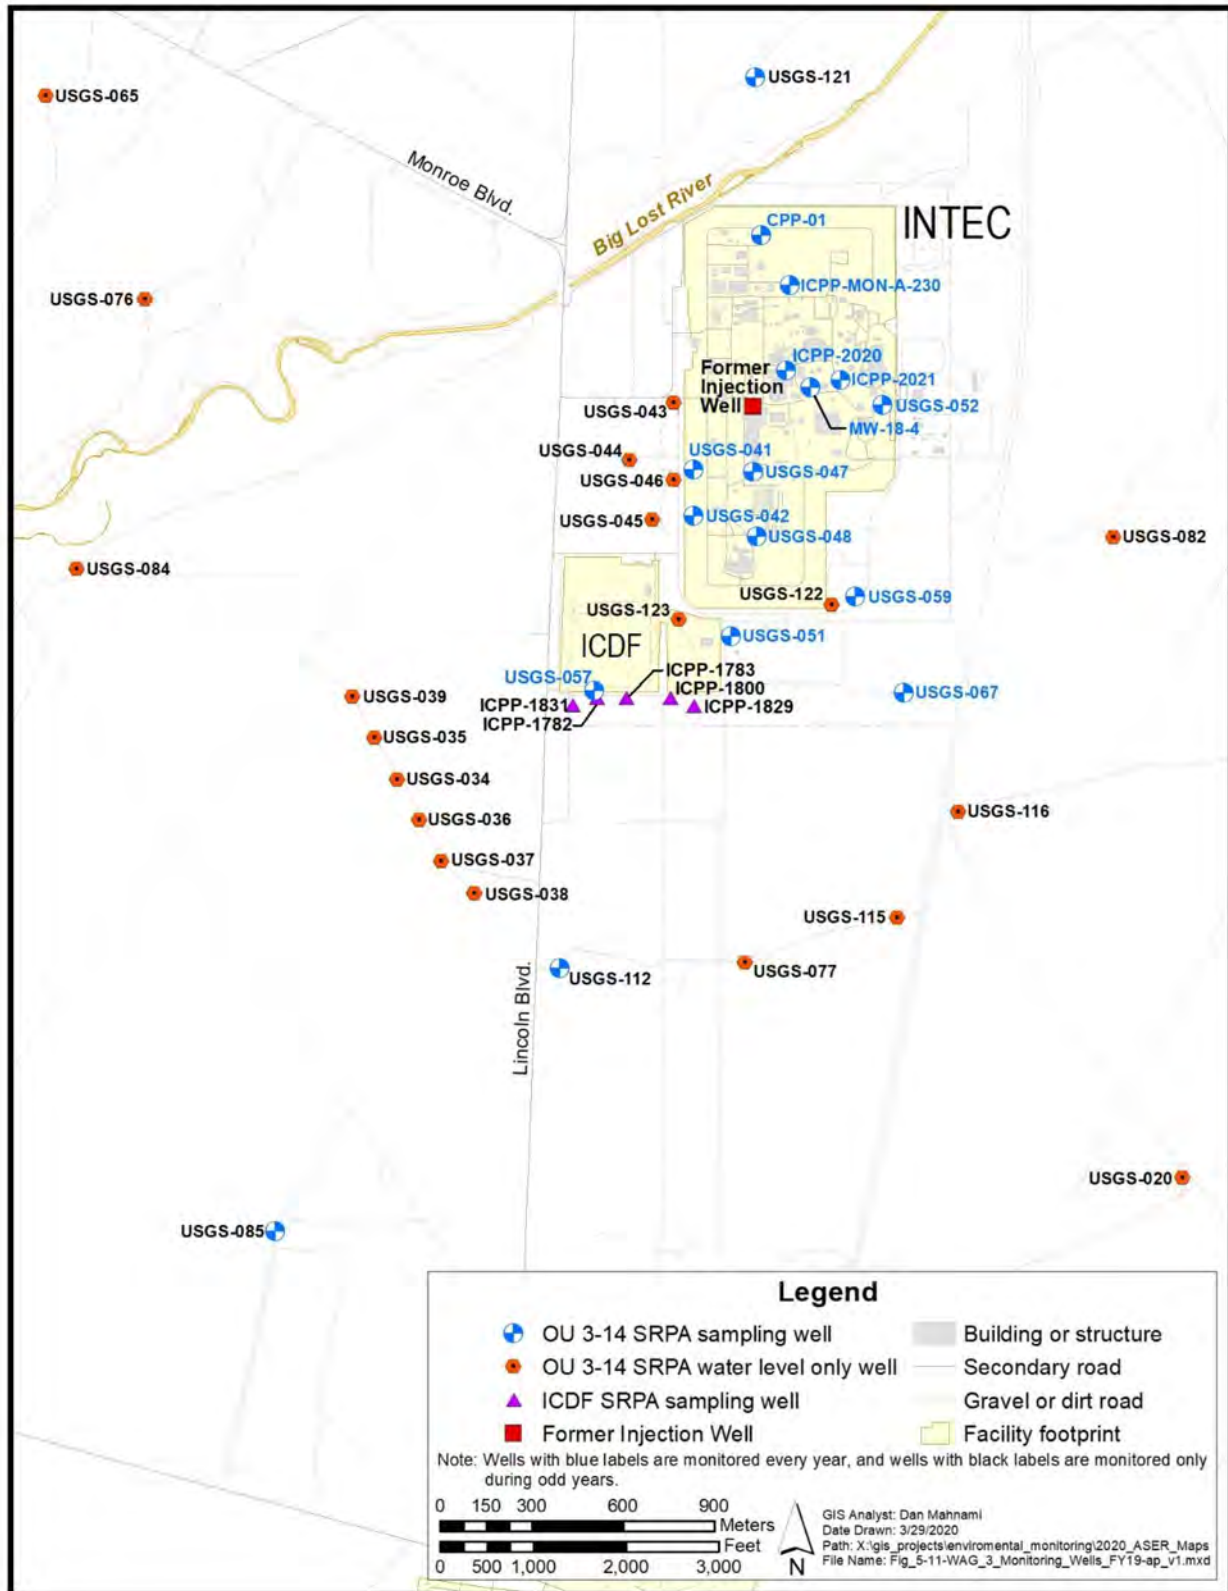 USGS-121
USGS-065
Monroe Blvd.
Big Lost River
CPP-01
INTEC
ICPP-MON-A-230
USGS-076
ICPP-2020
Former
Injection
Well
ICPP-2021
USGS-043
USGS-052
MW-18-4
USGS-044
USGS-041
USGS-046
USGS-047
USGS-045
USGS-042
USGS-048
USGS-082
USGS-084
USGS-122
USGS-059
USGS-123
USGS-051
ICDF
ICPP-1783
USGS-057
ICPP-1800
USGS-067
USGS-039
ICPP-1831
ICPP-1829
ICPP-1782
USGS-035
USGS-034
USGS-036
USGS-116
USGS-037
USGS-038
USGS-115
USGS-077
USGS-112
Lincoln Blvd.
USGS-020
USGS-085
Legend
OU 3-14 SRPA sampling well
Building or structure
OU 3-14 SRPA water level only well
Secondary road
ICDF SRPA sampling well
Gravel or dirt road
Former Injection Well
Facility footprint
Note: Wells with blue labels are monitored every year, and wells with black labels are monitored only
during odd years.
0 150 300 600 900
Meters
Feet
0 500 1,000 2,000 3,000
N
GIS Analyst: Dan Mahnami
Date Drawn: 3/29/2020
Path: X:\gis_projects\enviromental_monitoring\2020_ASER_Maps
File Name: Fig_5-11-WAG_3_Monitoring_Wells_FY19-ap_v1.mxd